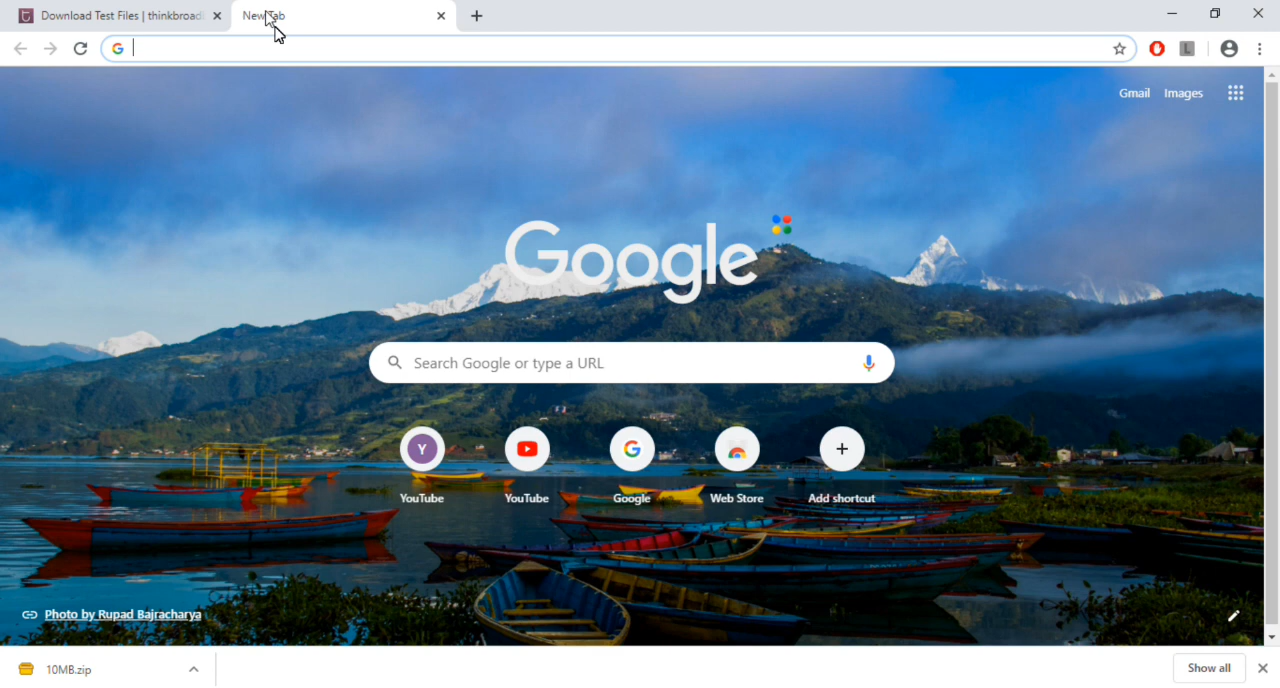 Download Test Files | thinkbroad
New Tab
Gmail Images
Google
Search Google or type a URL
Y
YouTube YouTube Google Web Store Add shortcut
Photo by Rupad Bajracharya
10MB.zip
Show all